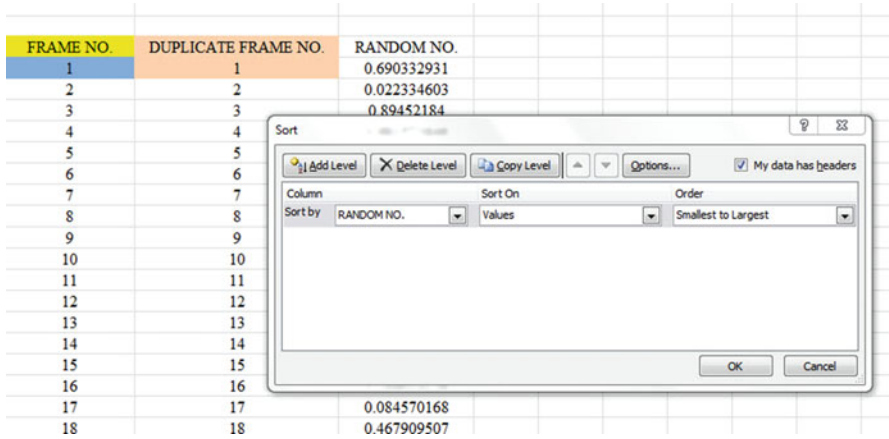 FRAME NO. DUPLICATE FRAME NO. RANDOM NO.
1 1 0.690332931
2 2 0.022334603
3 3 0.89452184
4 4
5 5
6 6
7 7
8 8
9 9
10 10
11 11
12 12
13 13
14 14
15 15
16 16
17 17 0.084570168
18 18 0.467909507
Sort
Add Level Delete Level Copy Level Options... My data has headers
Column Sort On Order
Sort by RANDOM NO. Values Smallest to Largest
OK Cancel